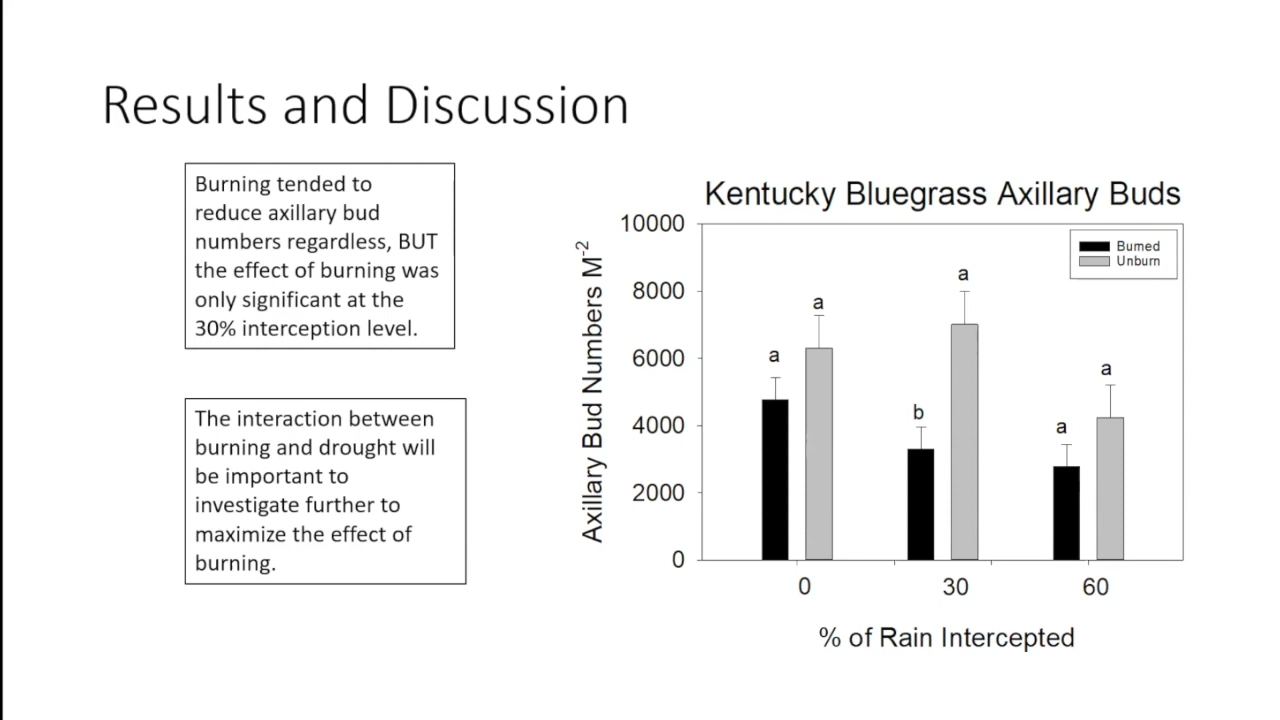 Results and Discussion
Burning tended to
reduce axillary bud
numbers regardless, BUT
the effect of burning was
only significant at the
30% interception level.
The interaction between
burning and drought will
be important to
investigate further to
maximize the effect of
burning.
Kentucky Bluegrass Axillary Buds
Axillary Bud Numbers M-2
10000
8000
6000
4000
2000
0
Burned
Unburn
a
a
b
a
a
a
0
30
60
% of Rain Intercepted